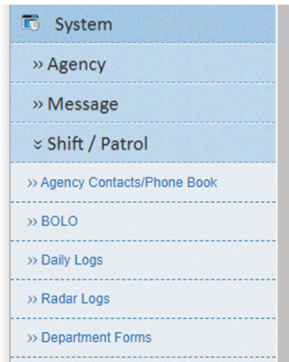 System
» Agency
» Message
» Shift / Patrol
» Agency Contacts/Phone Book
» BOLO
» Daily Logs
» Radar Logs
» Department Forms